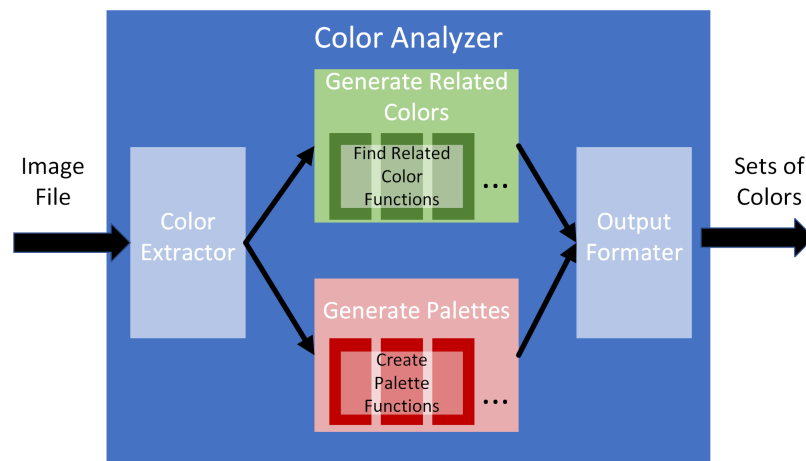 Color Analyzer
Generate Related
Colors
Find Related
Color
Functions
...
Image
File
Color
Extractor
Output
Formater
Sets of
Colors
Generate Palettes
Create
Palette
Functions
...